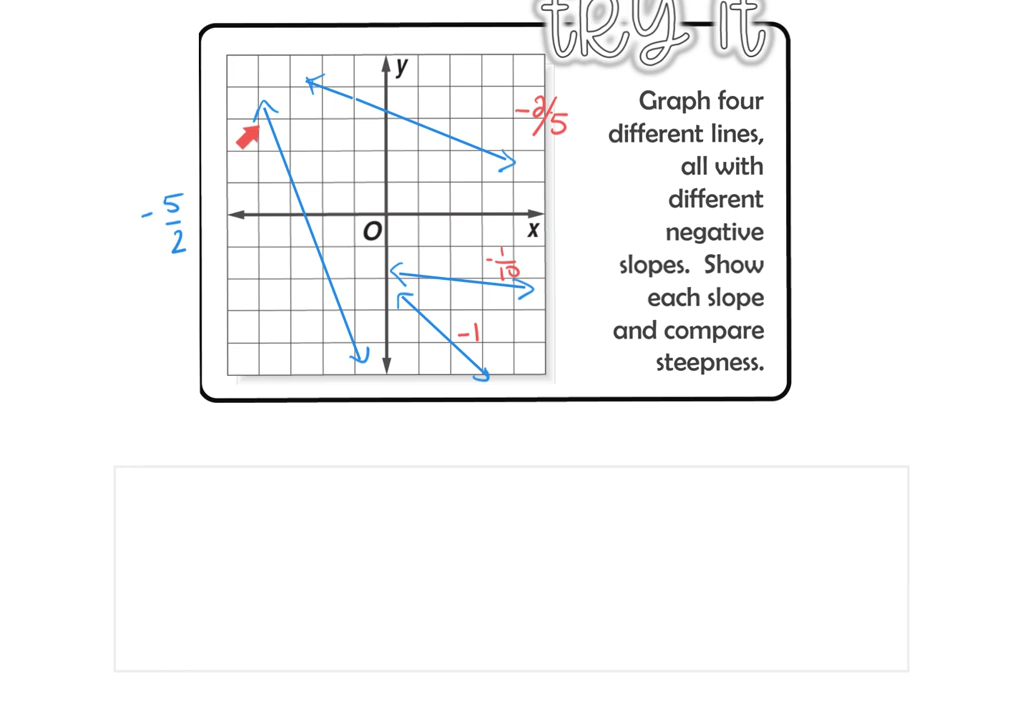 try it
y
-2/5
Graph four
different lines,
all with
different
negative
slopes. Show
each slope
and compare
steepness.
-5/2
O
x
-1/10
-1